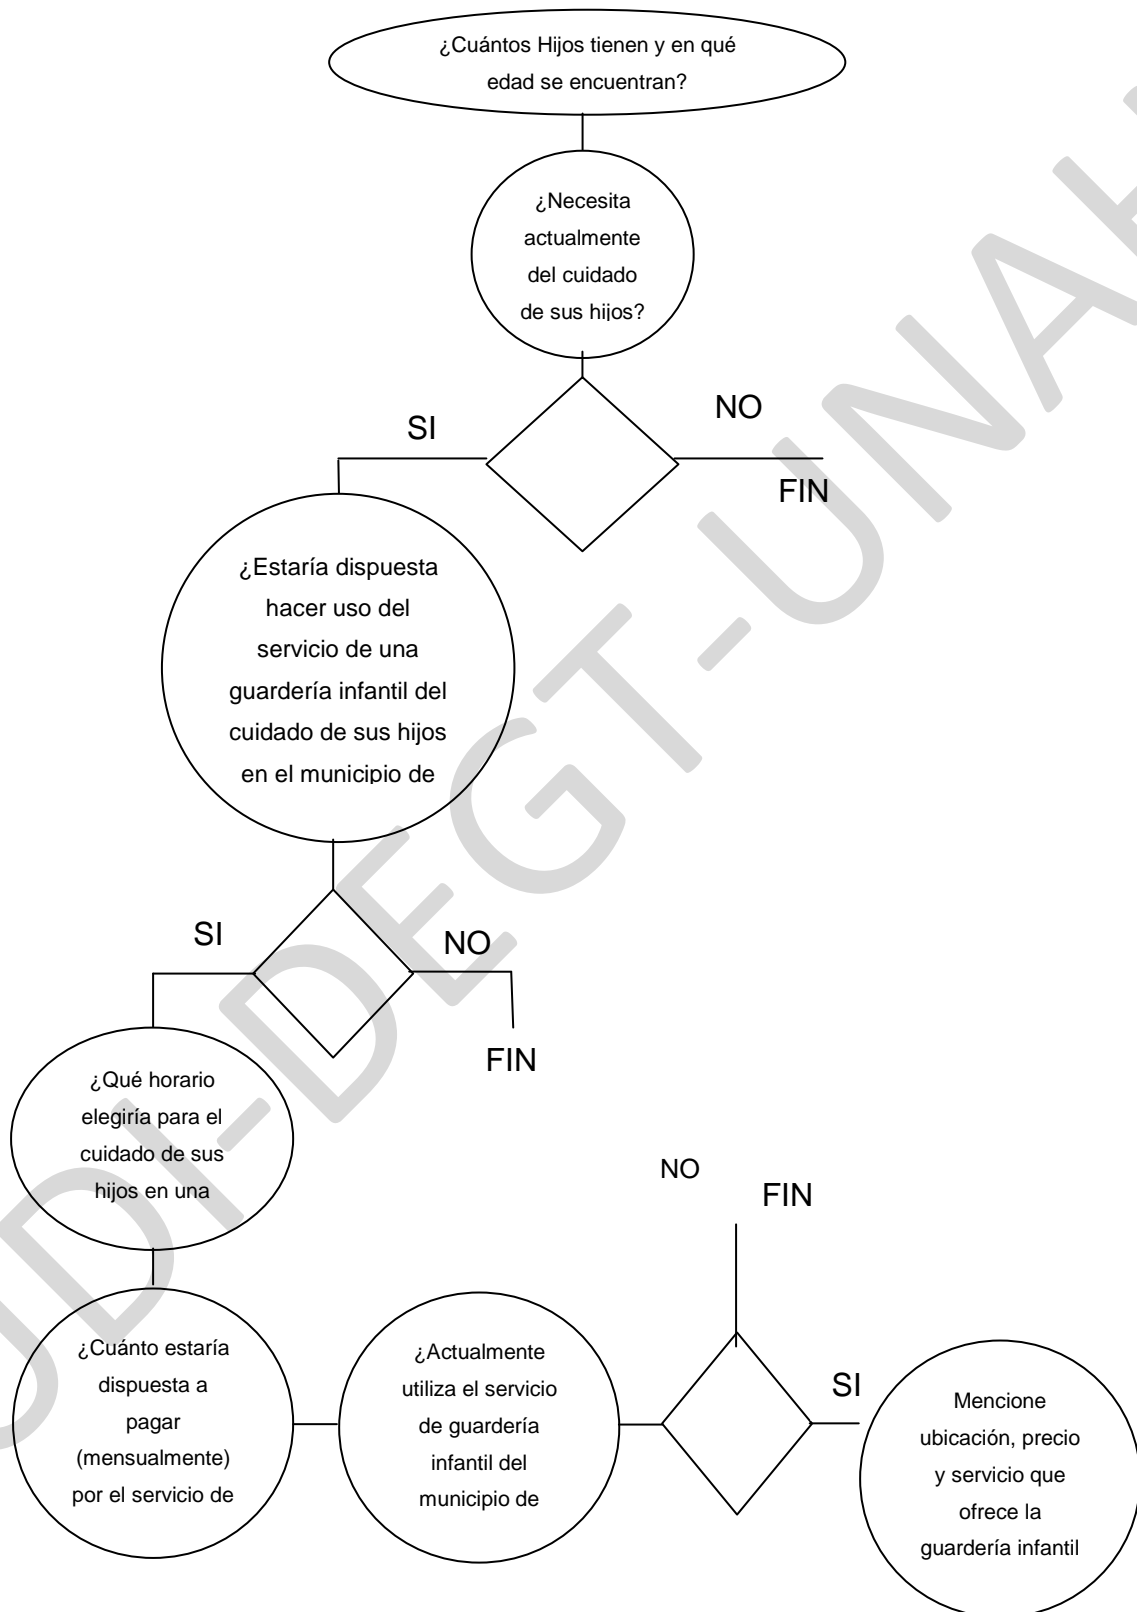 ¿Cuántos Hijos tienen y en qué
edad se encuentran?
¿Necesita
actualmente
del cuidado
de sus hijos?
SI
NO
FIN
¿Estaría dispuesta
hacer uso del
servicio de una
guardería infantil del
cuidado de sus hijos
en el municipio de
SI
NO
FIN
¿Qué horario
elegiría para el
cuidado de sus
hijos en una
NO
FIN
¿Cuánto estaría
dispuesta a
pagar
(mensualmente)
por el servicio de
¿Actualmente
utiliza el servicio
de guardería
infantil del
municipio de
SI
Mencione
ubicación, precio
y servicio que
ofrece la
guardería infantil
UDI-DEGT-UNAH